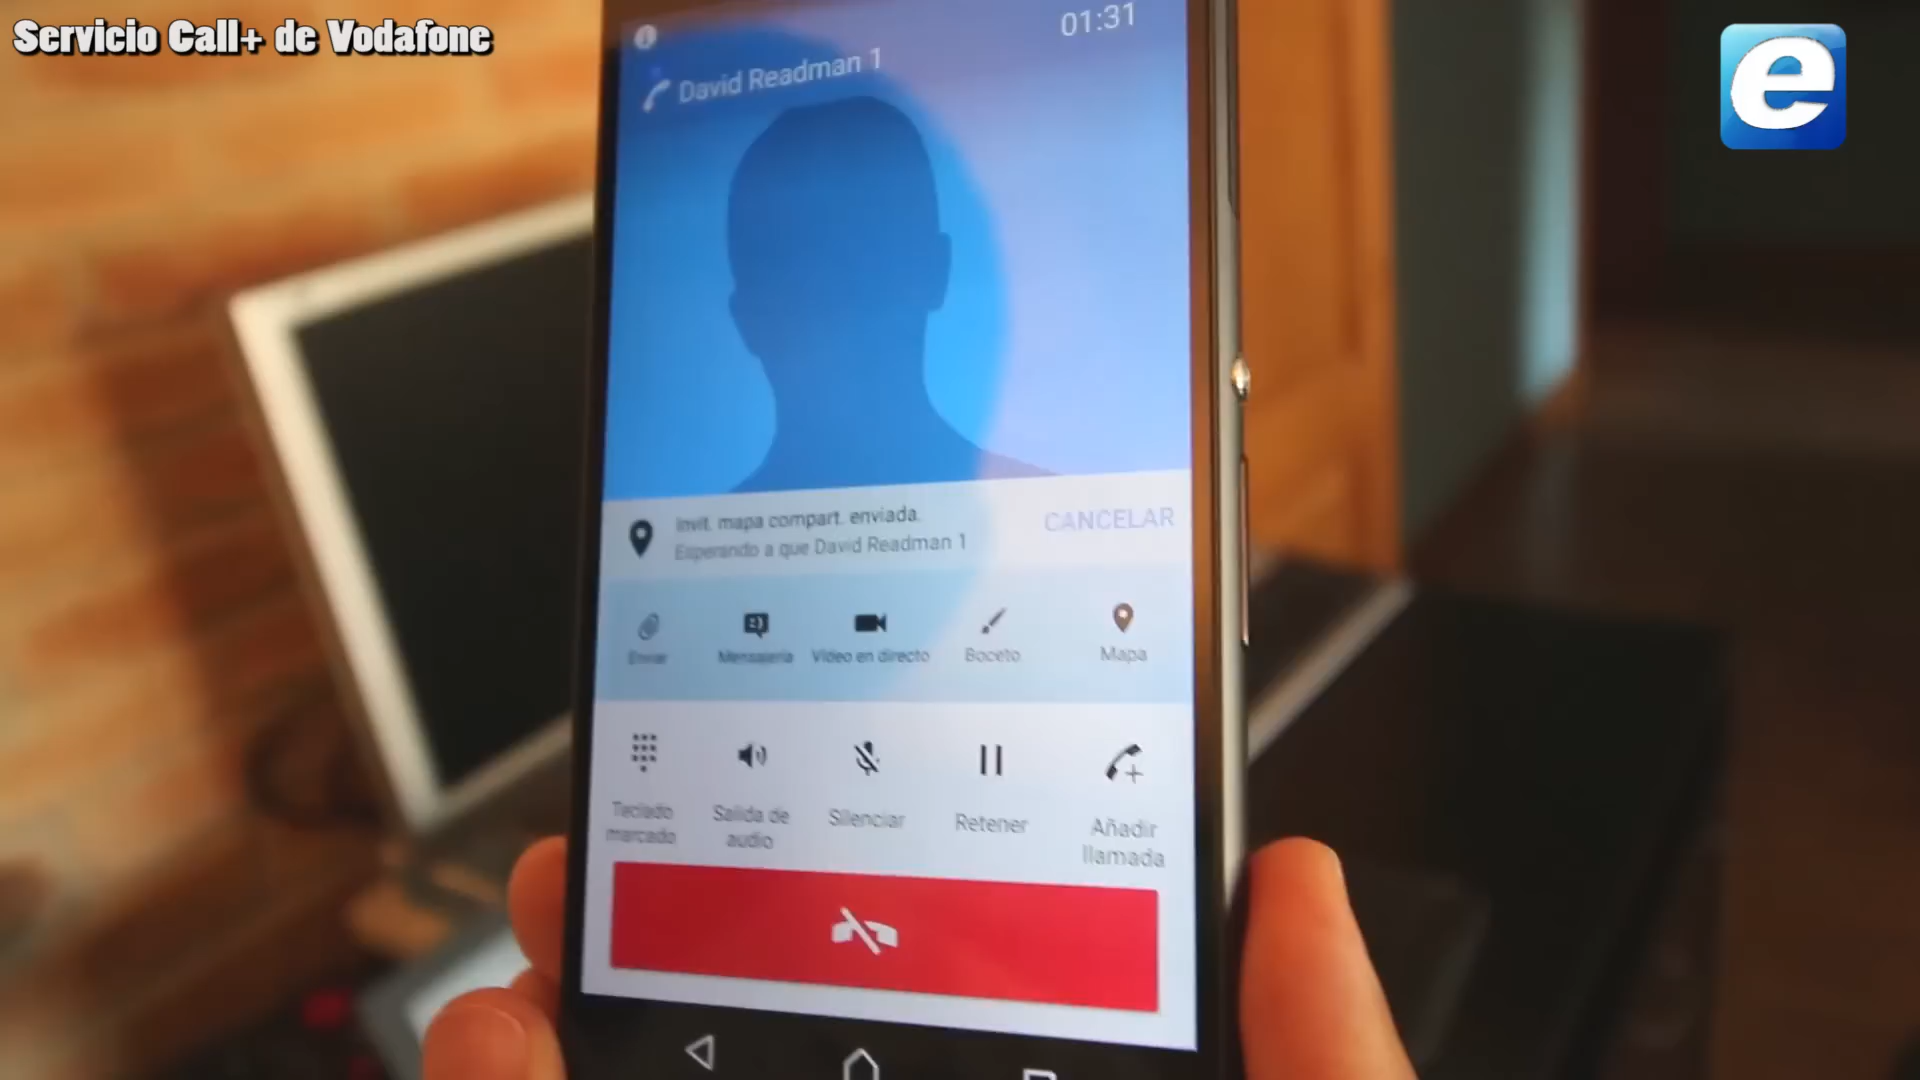 Servicio Call+ de Vodafone
e
01:31
David Readman 1
Invit. mapa compart. enviada.
Esperando a que David Readman 1
CANCELAR
Enviar
Mensajería
Vídeo en directo
Boceto
Mapa
Teclado
marcado
Salida de
audio
Silenciar
Retener
Añadir
llamada